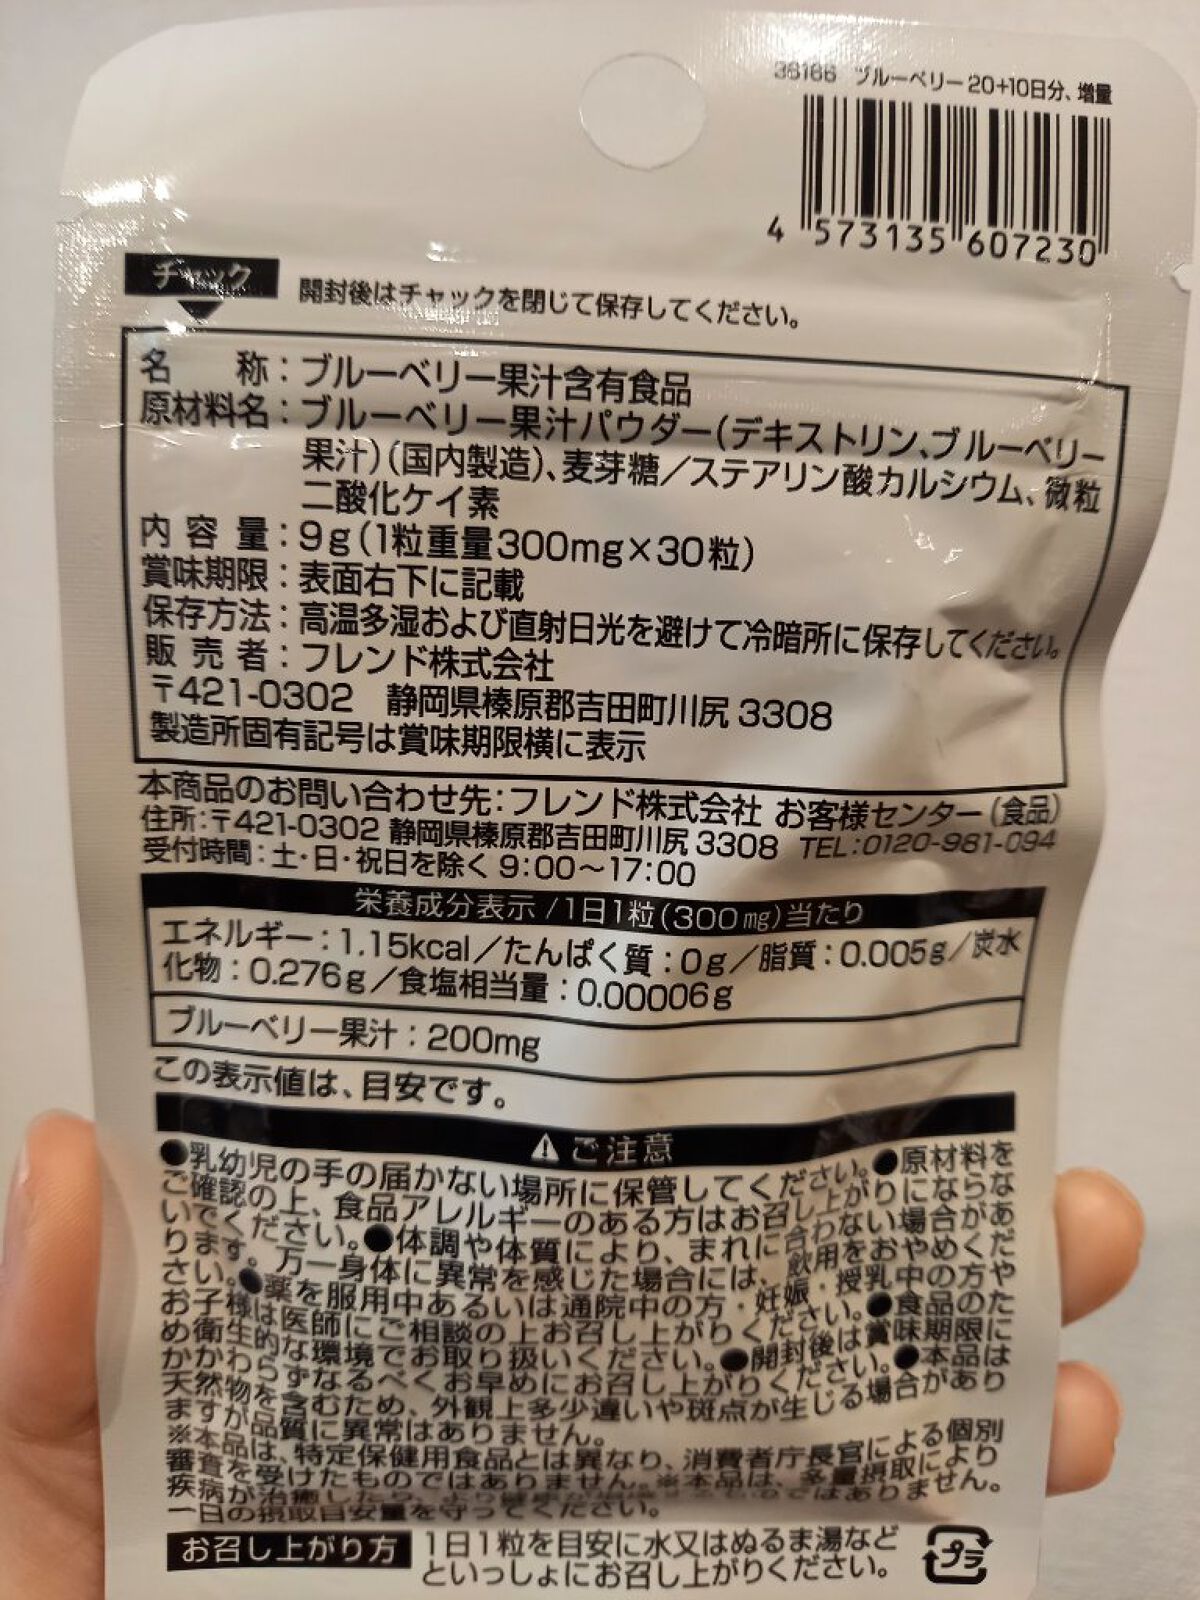 36166 ブルーベリー20+10日分、増量
4 573135 607230
チャック
開封後はチャックを閉じて保存してください。
名称：ブルーベリー果汁含有食品
原材料名：ブルーベリー果汁パウダー(デキストリン、ブルーベリー
果汁)(国内製造)、麦芽糖／ステアリン酸カルシウム、微粒
二酸化ケイ素
内容量：9g(1粒重量300mg×30粒)
賞味期限：表面右下に記載
保存方法：高温多湿および直射日光を避けて冷暗所に保存してください。
販売者：フレンド株式会社
〒421-0302 静岡県榛原郡吉田町川尻3308
製造所固有記号は賞味期限横に表示
本商品のお問い合わせ先：フレンド株式会社 お客様センター(食品)
住所：〒421-0302 静岡県榛原郡吉田町川尻3308 TEL：0120-981-094
受付時間：土・日・祝日を除く 9：00～17：00
栄養成分表示/1日1粒(300mg)当たり
エネルギー：1.15kcal／たんぱく質：0g／脂質：0.005g／炭水
化物：0.276g／食塩相当量：0.00006g
ブルーベリー果汁：200mg
この表示値は、目安です。
ご注意
●乳幼児の手の届かない場所に保管してください。●原材料を
ご確認の上、食品アレルギーのある方はお召し上がりにならな
いでください。●体調や体質により、まれに合わない場合があ
ります。万一身体に異常を感じた場合には、飲用をおやめくだ
さい。●薬を服用中あるいは通院中の方・妊娠・授乳中の方や
お子様は医師にご相談の上お召し上がりください。●食品のた
め衛生的な環境でお取り扱いください。●開封後は賞味期限に
かかわらずなるべくお早めにお召し上がりください。●本品は
天然物を含むため、外観上多少違いや斑点が生じる場合があり
ますが品質に異常はありません。
※本品は、特定保健用食品とは異なり、消費者庁長官による個別
審査を受けたものではありません。※本品は、多量摂取により
疾病が治癒したり ではありません。
一日の摂取目安量を守ってください。
お召し上がり方
1日1粒を目安に水又はぬるま湯など
といっしょにお召し上がりください。
プラ